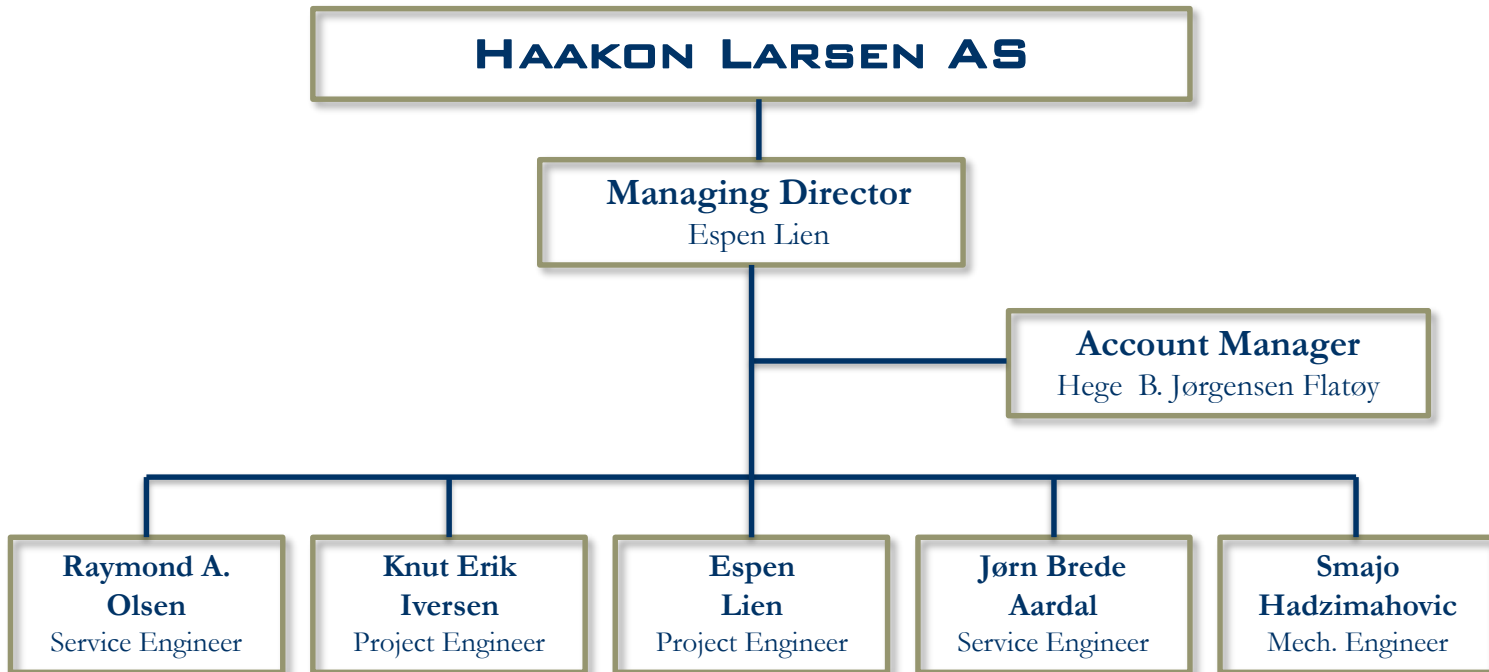 HAAKON LARSEN AS
Managing Director
Espen Lien
Account Manager
Hege B. Jørgensen Flatøy
Raymond A.
Olsen
Service Engineer
Knut Erik
Iversen
Project Engineer
Espen
Lien
Project Engineer
Jørn Brede
Aardal
Service Engineer
Smajo
Hadzimahovic
Mech. Engineer